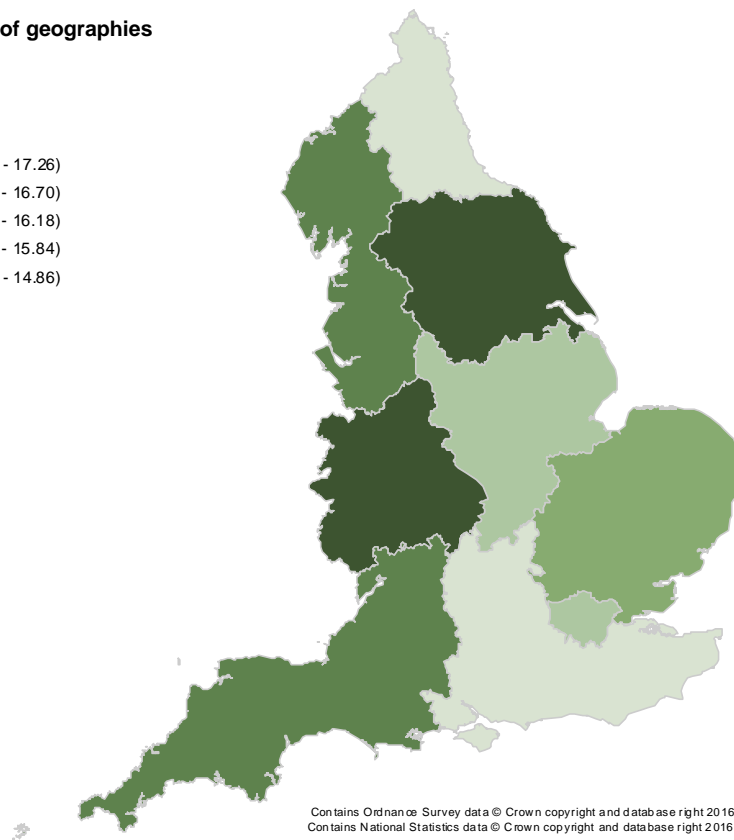 of geographies
- 17.26)
- 16.70)
- 16.18)
- 15.84)
- 14.86)
Contains Ordnance Survey data © Crown copyright and database right 2016
Contains National Statistics data © Crown copyright and database right 2016